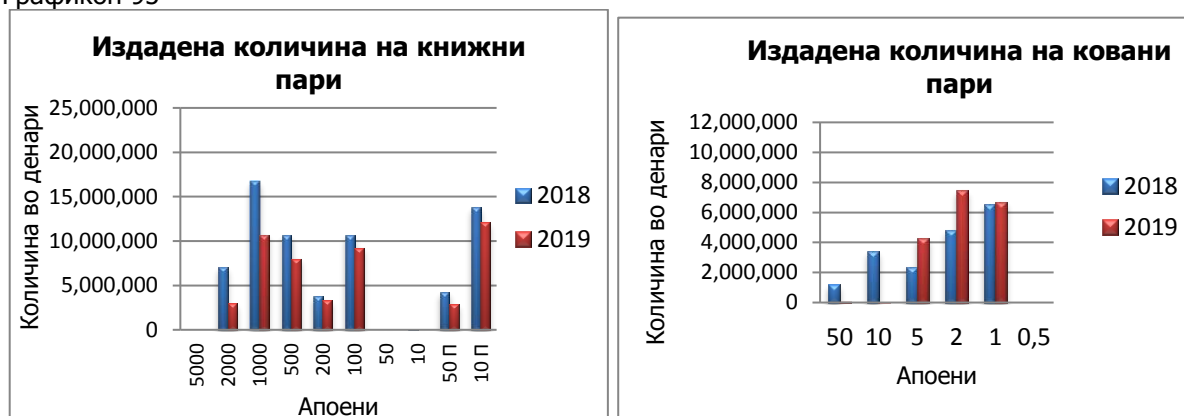 Графикон 93
Издадена количина на книжни
пари
Количина во денари
25,000,000
20,000,000
15,000,000
10,000,000
5,000,000
0
5000
2000
1000
500
200
100
50
10
50 П
10 П
Апоени
2018
2019
Издадена количина на ковани
пари
Количина во денари
12,000,000
10,000,000
8,000,000
6,000,000
4,000,000
2,000,000
0
50 10 5 2 1 0,5
Апоени
2018
2019